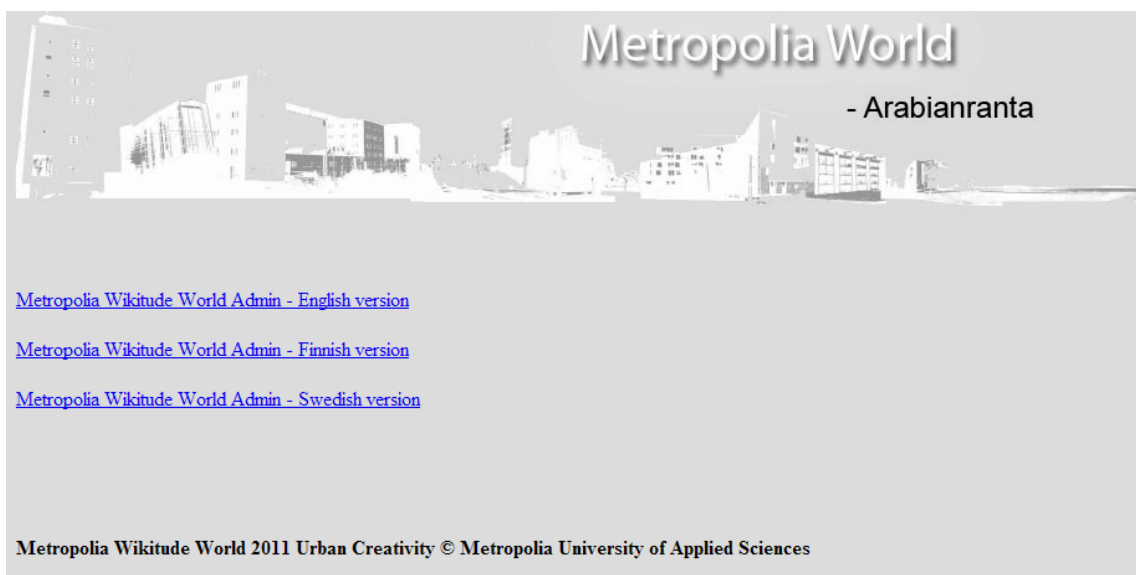 Metropolia World
- Arabianranta
Metropolia Wikitude World Admin - English version
Metropolia Wikitude World Admin - Finnish version
Metropolia Wikitude World Admin - Swedish version
Metropolia Wikitude World 2011 Urban Creativity © Metropolia University of Applied Sciences